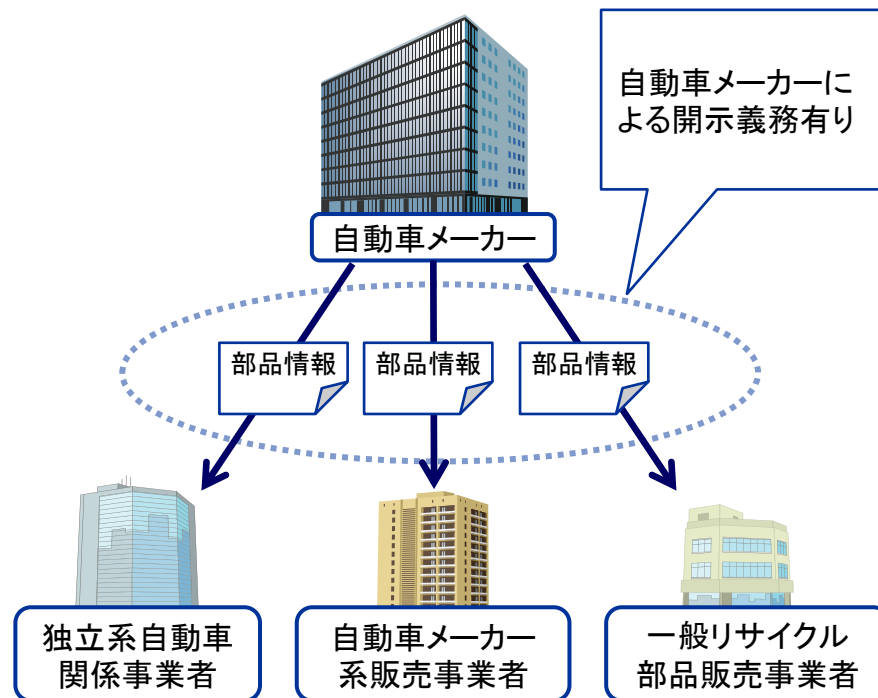 自動車メーカーに
よる開示義務有り
自動車メーカー
部品情報
部品情報
部品情報
独立系自動車
関係事業者
自動車メーカー
系販売事業者
一般リサイクル
部品販売事業者